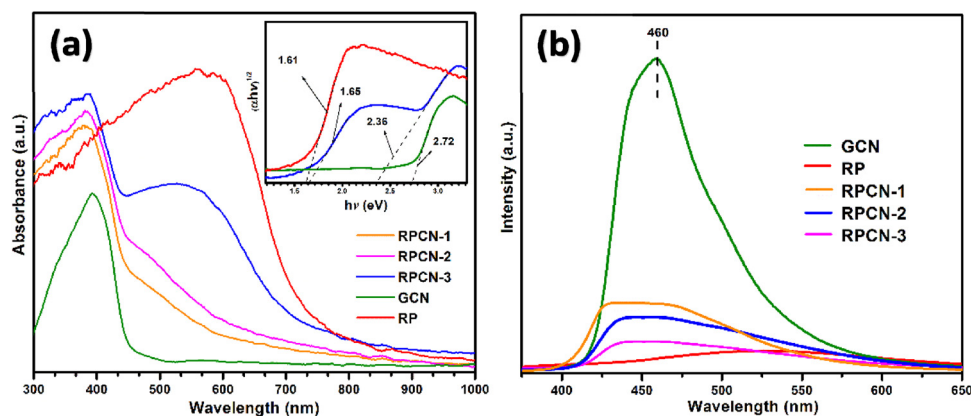 (a)
Absorbance (a.u.)
300 400 500 600 700 800 900 1000
Wavelength (nm)
(αhν)^1/2
1.61
1.65
2.36
2.72
1.6 2.0 2.5 3.0
hν (eV)
RPCN-1
RPCN-2
RPCN-3
GCN
RP
(b)
460
Intensity (a.u.)
GCN
RP
RPCN-1
RPCN-2
RPCN-3
400 450 500 550 600 650
Wavelength (nm)